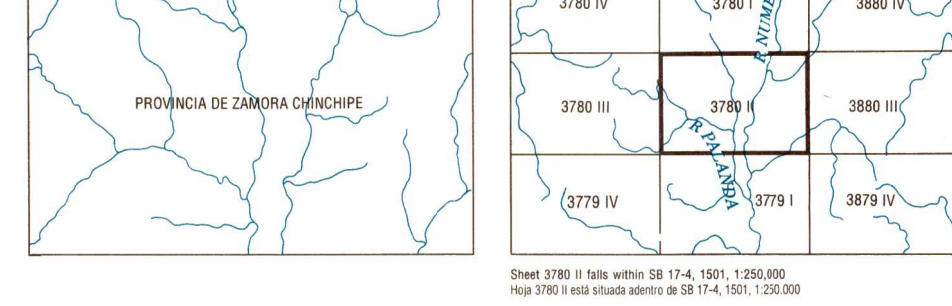 PROVINCIA DE ZAMORA CHINCHIPE
3780 IV
3780 I
3880 IV
R NUMB
3780 III
3780 II
3880 III
R PALANDA
3779 IV
3779 I
3879 IV
Sheet 3780 II falls within SB 17-4, 1501, 1:250,000
Hoja 3780 II está situada adentro de SB 17-4, 1501, 1:250.000